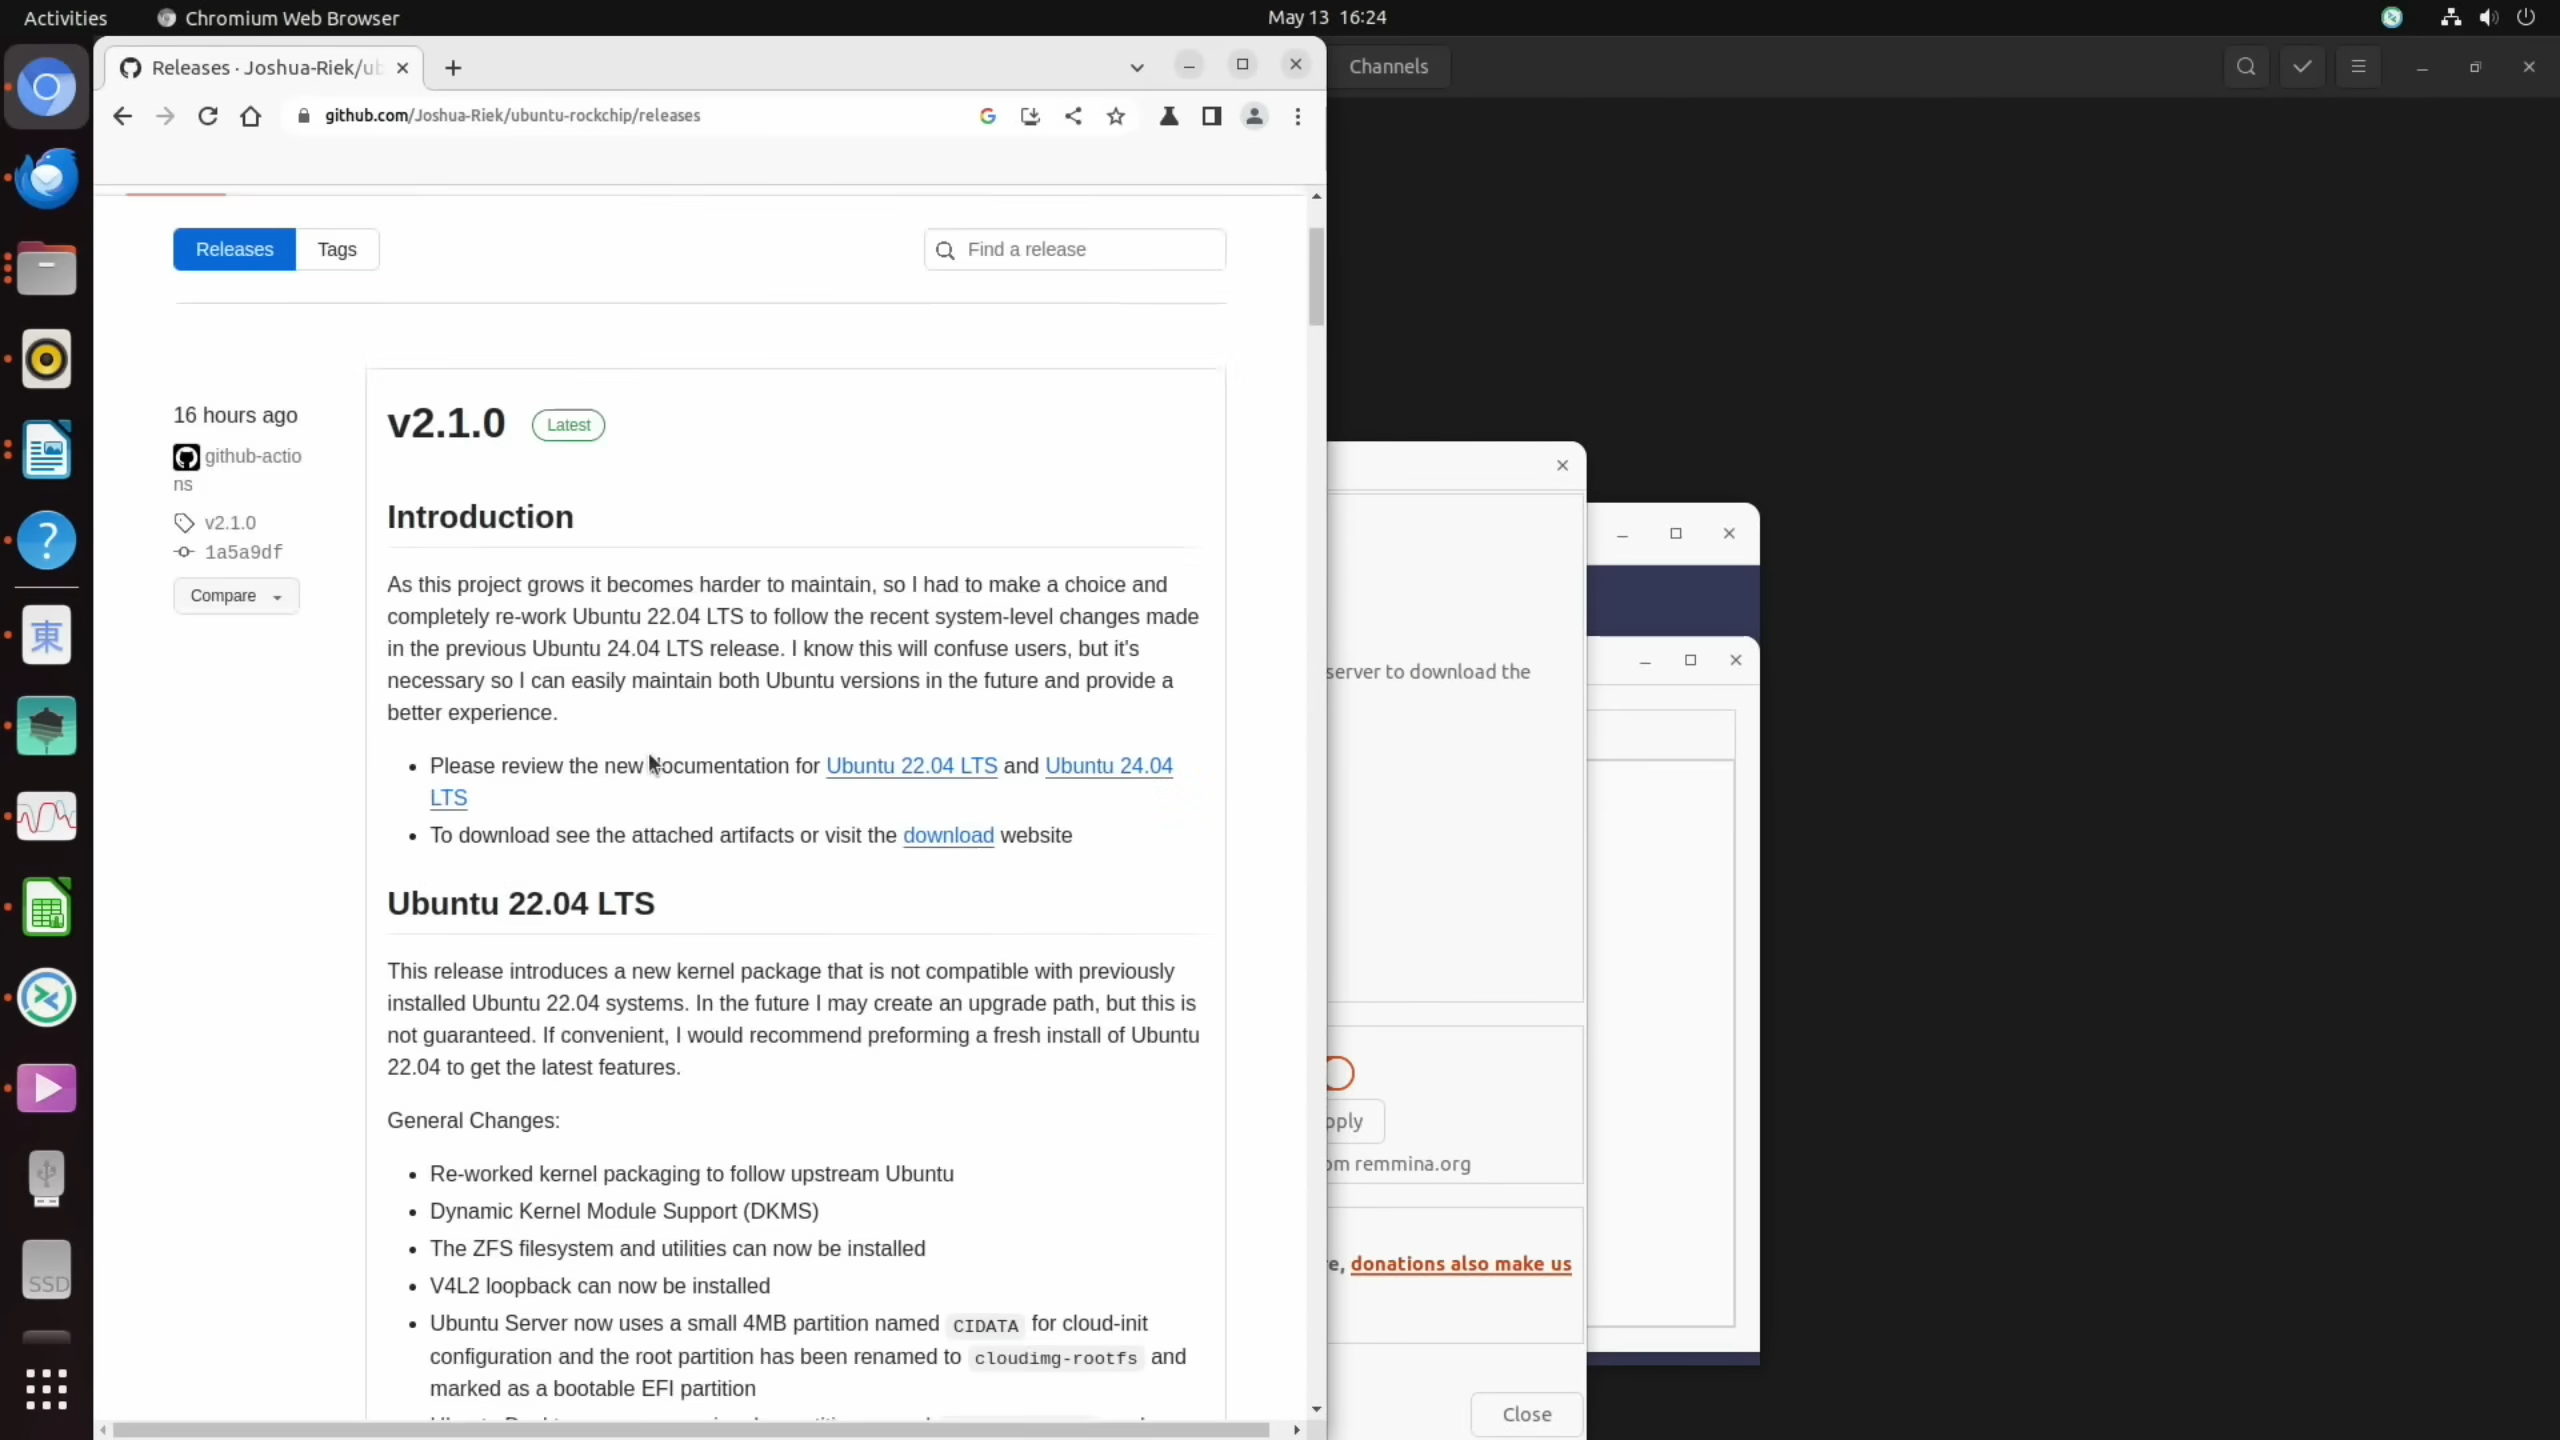 Activities
Chromium Web Browser
May 13 16:24
Releases · Joshua-Riek/ub
Channels
github.com/Joshua-Riek/ubuntu-rockchip/releases
Releases
Tags
Find a release
16 hours ago
github-actio
ns
v2.1.0
1a5a9df
Compare
v2.1.0
Latest
Introduction
As this project grows it becomes harder to maintain, so I had to make a choice and
completely re-work Ubuntu 22.04 LTS to follow the recent system-level changes made
in the previous Ubuntu 24.04 LTS release. I know this will confuse users, but it's
necessary so I can easily maintain both Ubuntu versions in the future and provide a
better experience.
Please review the new documentation for Ubuntu 22.04 LTS and Ubuntu 24.04
LTS
To download see the attached artifacts or visit the download website
Ubuntu 22.04 LTS
This release introduces a new kernel package that is not compatible with previously
installed Ubuntu 22.04 systems. In the future I may create an upgrade path, but this is
not guaranteed. If convenient, I would recommend preforming a fresh install of Ubuntu
22.04 to get the latest features.
General Changes:
Re-worked kernel packaging to follow upstream Ubuntu
Dynamic Kernel Module Support (DKMS)
The ZFS filesystem and utilities can now be installed
V4L2 loopback can now be installed
Ubuntu Server now uses a small 4MB partition named CIDATA for cloud-init
configuration and the root partition has been renamed to cloudimg-rootfs and
marked as a bootable EFI partition
server to download the
pply
om remmina.org
e, donations also make us
Close
東
SSD